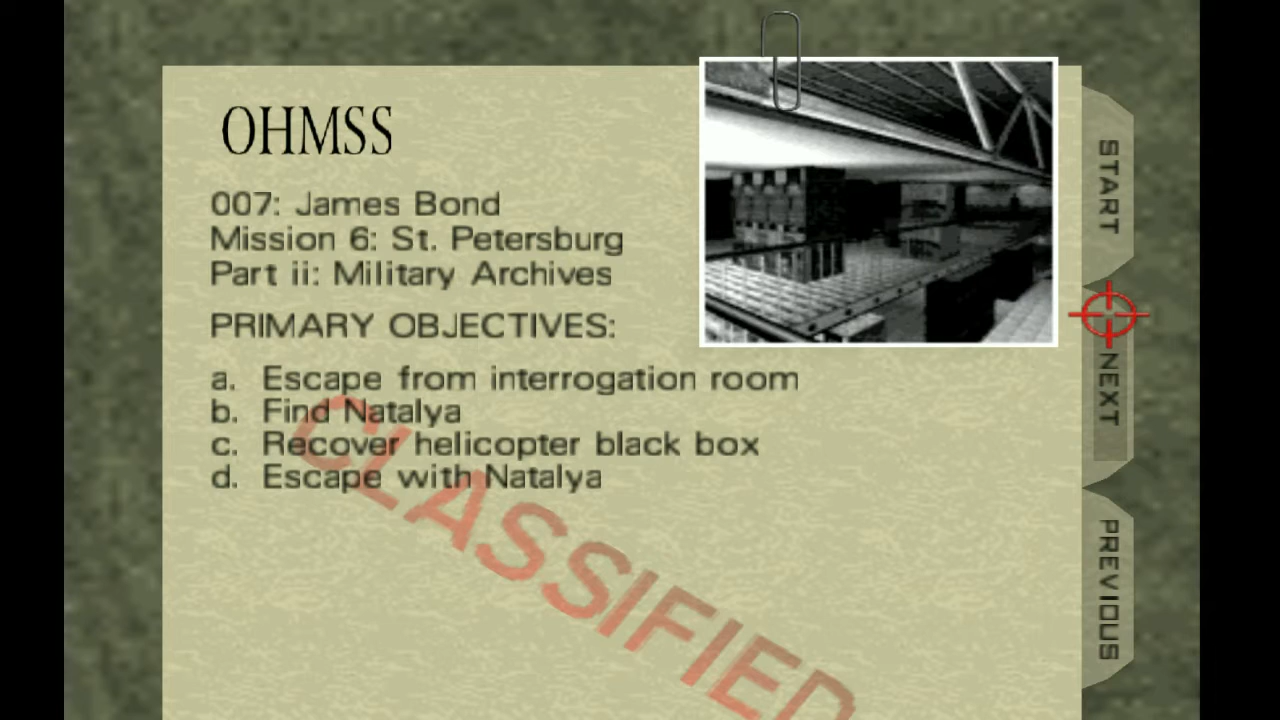 OHMSS
007: James Bond
Mission 6: St. Petersburg
Part ii: Military Archives
PRIMARY OBJECTIVES:
a. Escape from interrogation room
b. Find Natalya
c. Recover helicopter black box
d. Escape with Natalya
CLASSIFIED
START
NEXT
PREVIOUS